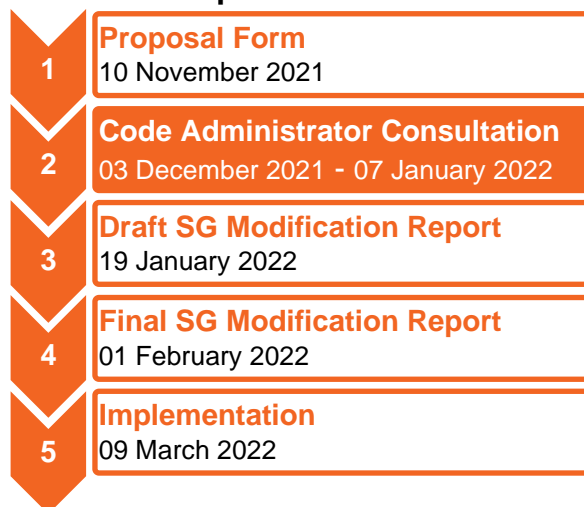 1
Proposal Form
10 November 2021
2
Code Administrator Consultation
03 December 2021 - 07 January 2022
3
Draft SG Modification Report
19 January 2022
4
Final SG Modification Report
01 February 2022
5
Implementation
09 March 2022